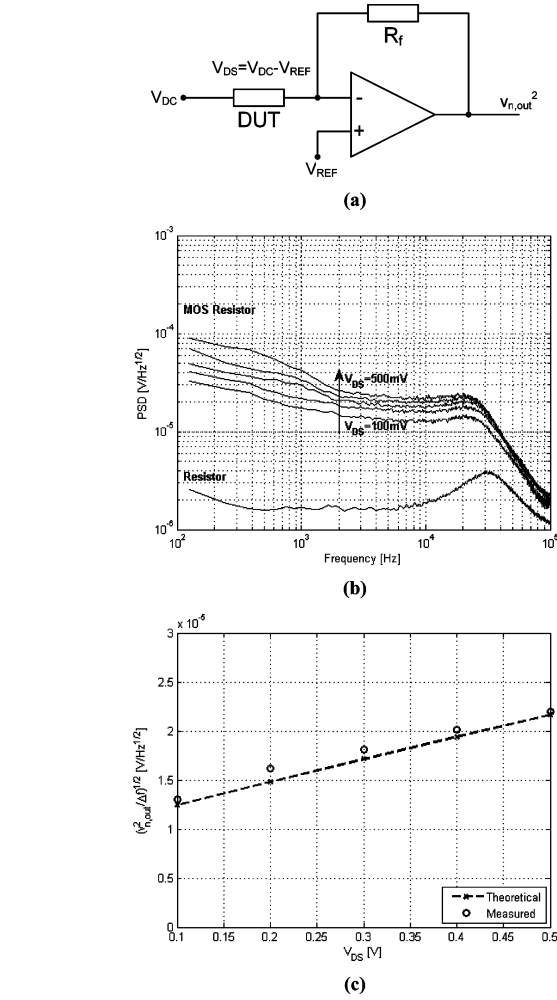 R_f
V_DS=V_DC-V_REF
V_DC
DUT
-
+
V_REF
v_n,out^2
(a)
10^-3
MOS Resistor
10^-4
PSD [V/Hz^1/2]
V_DS=500mV
10^-5
V_DS=100mV
Resistor
10^-6
10^2 10^3 10^4 10^5
Frequency [Hz]
(b)
x 10^-5
3
2.5
2
1.5
1
0.5
0
(v^2_n,out/Δf)^1/2 [V/Hz^1/2]
Theoretical
Measured
0.1 0.15 0.2 0.25 0.3 0.35 0.4 0.45 0.5
V_DS [V]
(c)